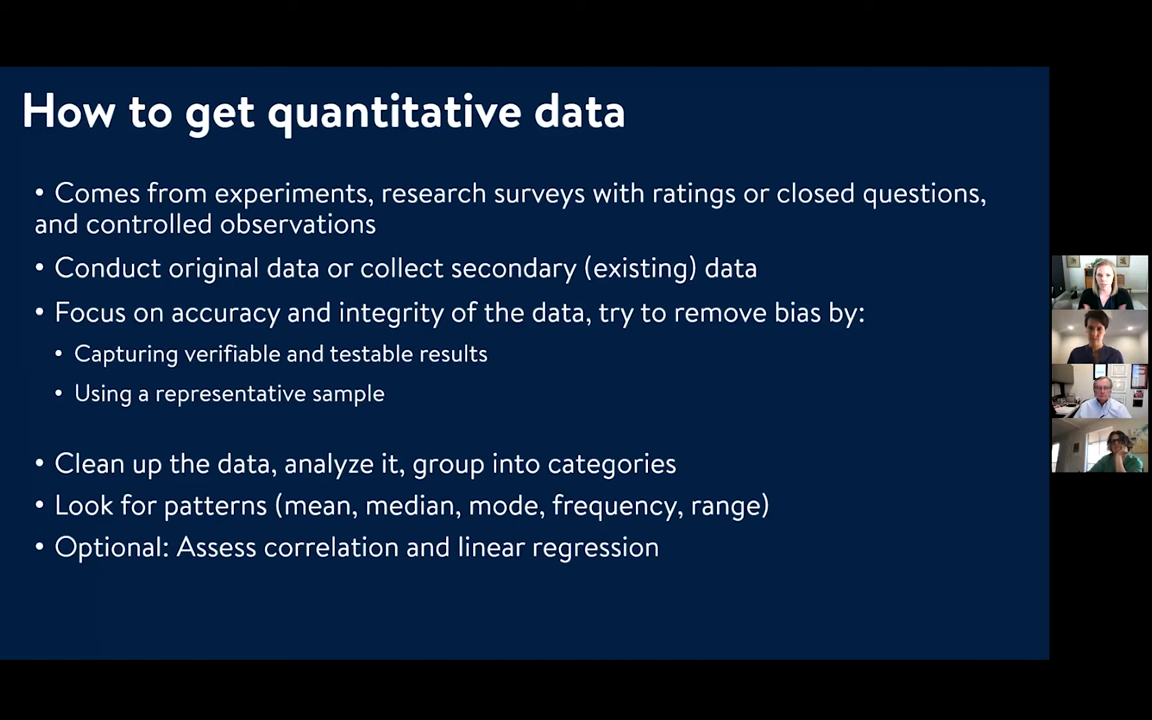 How to get quantitative data
• Comes from experiments, research surveys with ratings or closed questions,
and controlled observations
• Conduct original data or collect secondary (existing) data
• Focus on accuracy and integrity of the data, try to remove bias by:
• Capturing verifiable and testable results
• Using a representative sample
• Clean up the data, analyze it, group into categories
• Look for patterns (mean, median, mode, frequency, range)
• Optional: Assess correlation and linear regression